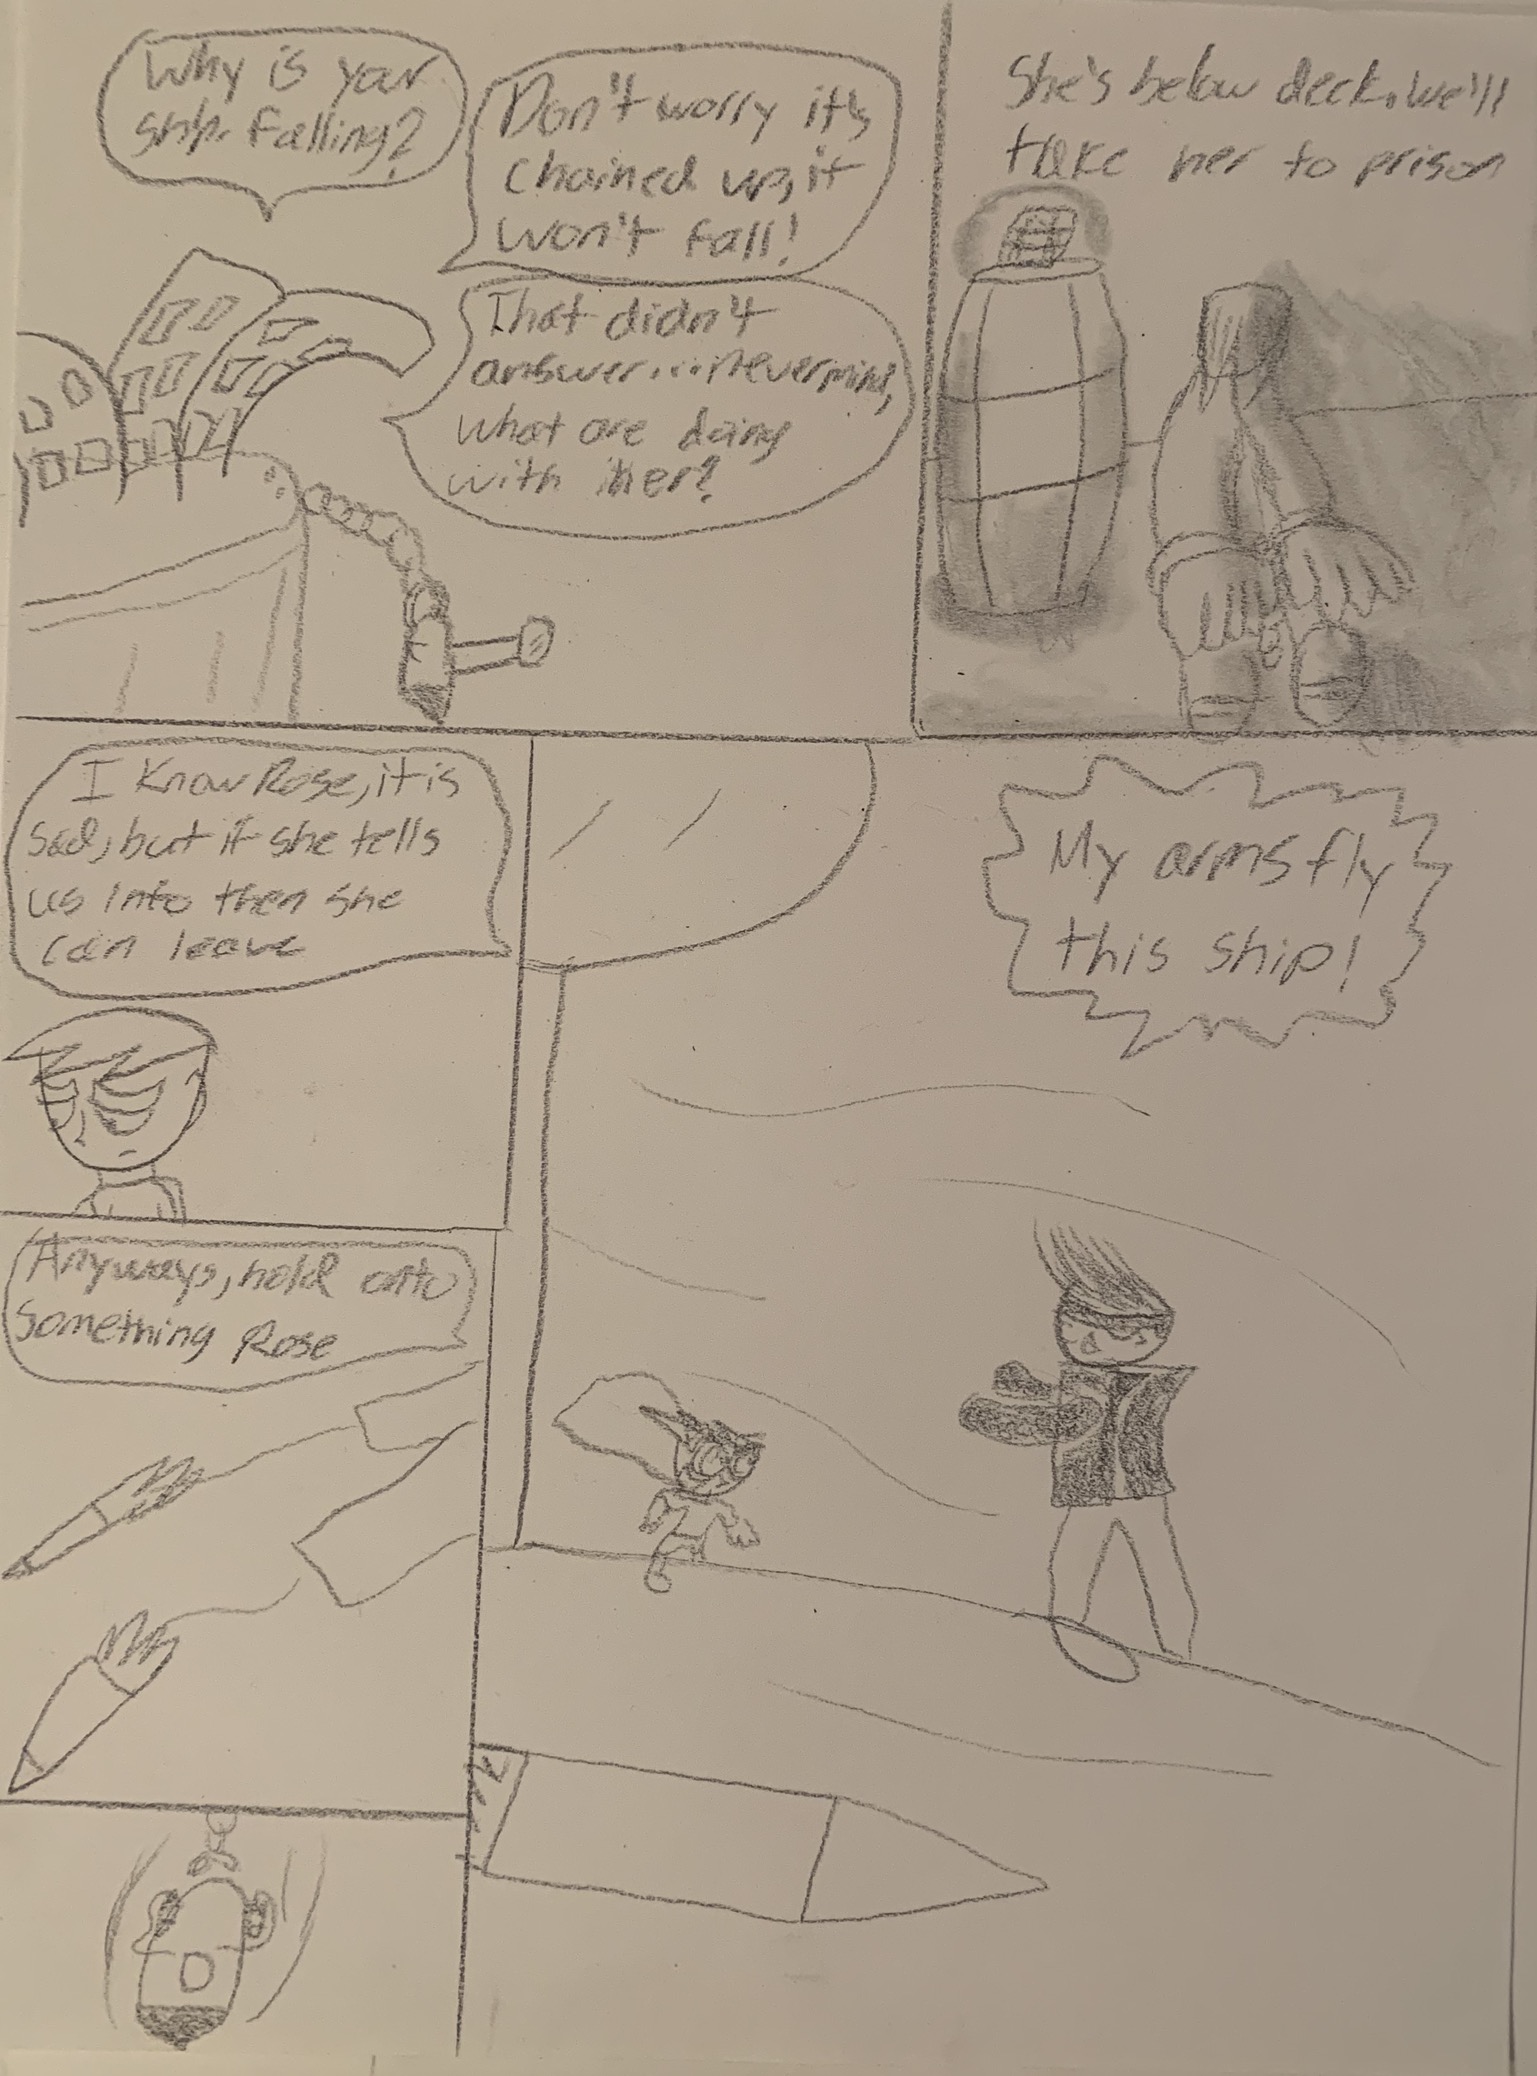 Why is your
ship falling?
Don't worry it's
chained up, it
won't fall!
That didn't
answer...nevermind,
what are doing
with her?
She's below deck, we'll
take her to prison
I know Rose, it is
sad, but if she tells
us info then she
can leave
My arms fly
this ship!
Anyways, hold onto
something Rose